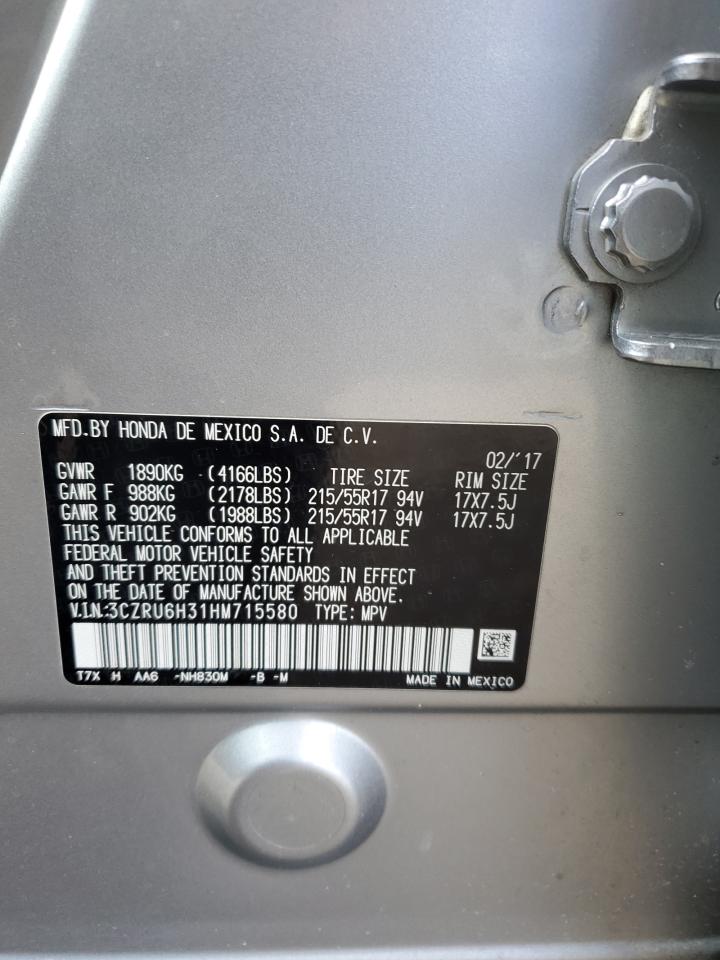 MFD.BY HONDA DE MEXICO S.A. DE C.V.
02/'17
GVWR 1890KG (4166LBS) TIRE SIZE RIM SIZE
GAWR F 988KG (2178LBS) 215/55R17 94V 17X7.5J
GAWR R 902KG (1988LBS) 215/55R17 94V 17X7.5J
THIS VEHICLE CONFORMS TO ALL APPLICABLE
FEDERAL MOTOR VEHICLE SAFETY
AND THEFT PREVENTION STANDARDS IN EFFECT
ON THE DATE OF MANUFACTURE SHOWN ABOVE.
V.I.N:3CZRU6H31HM715580 TYPE: MPV
T7X H AA6 -NH830M -B -M MADE IN MEXICO